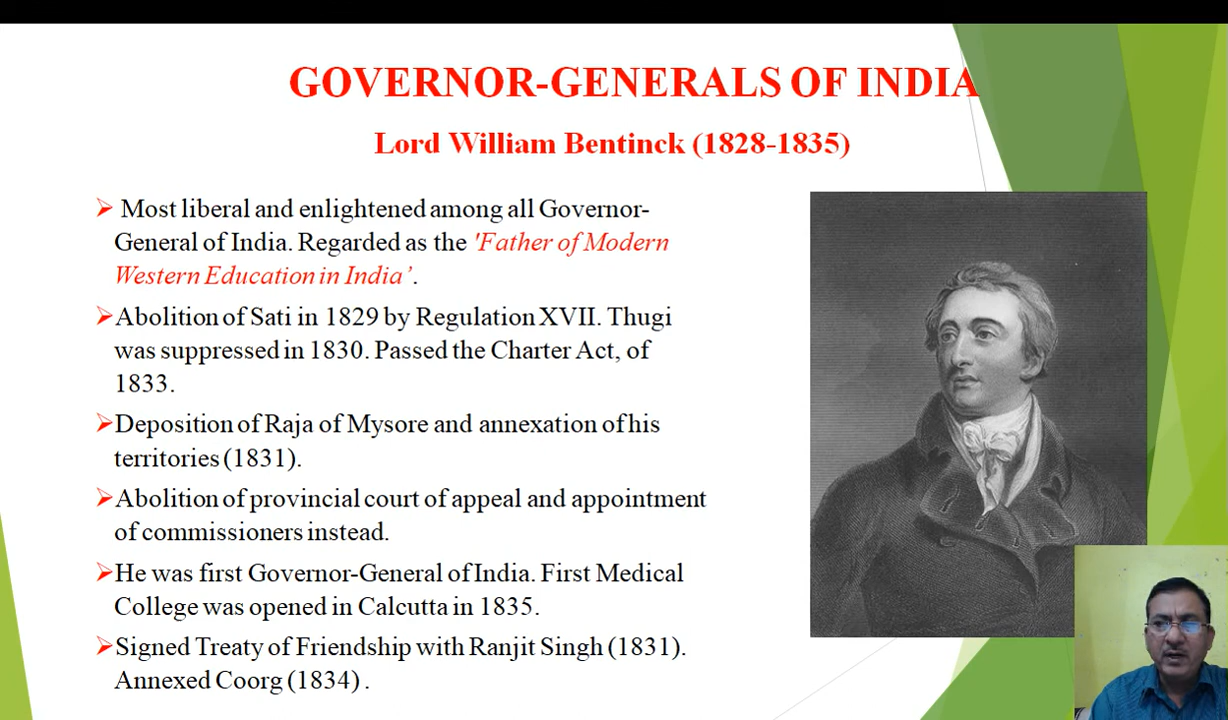 GOVERNOR-GENERALS OF INDIA
Lord William Bentinck (1828-1835)
➢ Most liberal and enlightened among all Governor-
General of India. Regarded as the 'Father of Modern
Western Education in India’.
➢Abolition of Sati in 1829 by Regulation XVII. Thugi
was suppressed in 1830. Passed the Charter Act, of
1833.
➢Deposition of Raja of Mysore and annexation of his
territories (1831).
➢Abolition of provincial court of appeal and appointment
of commissioners instead.
➢He was first Governor-General of India. First Medical
College was opened in Calcutta in 1835.
➢Signed Treaty of Friendship with Ranjit Singh (1831).
Annexed Coorg (1834) .